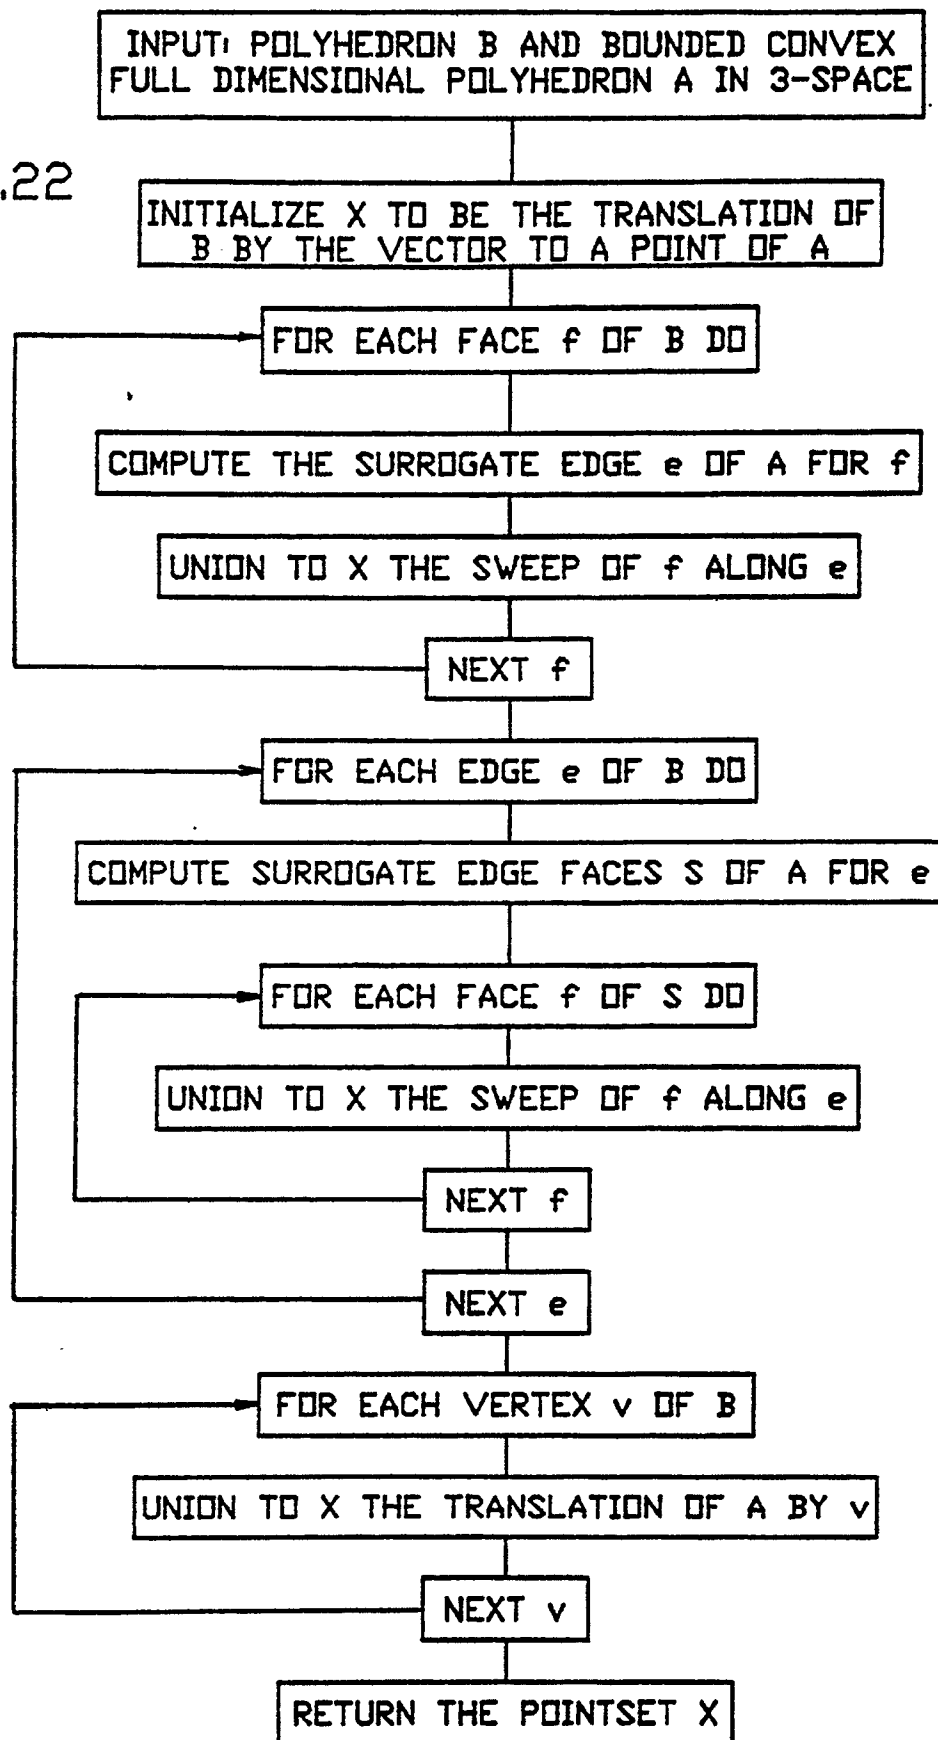 INPUT: POLYHEDRON B AND BOUNDED CONVEX
FULL DIMENSIONAL POLYHEDRON A IN 3-SPACE
.22
INITIALIZE X TO BE THE TRANSLATION OF
B BY THE VECTOR TO A POINT OF A
FOR EACH FACE f OF B DO
COMPUTE THE SURROGATE EDGE e OF A FOR f
UNION TO X THE SWEEP OF f ALONG e
NEXT f
FOR EACH EDGE e OF B DO
COMPUTE SURROGATE EDGE FACES S OF A FOR e
FOR EACH FACE f OF S DO
UNION TO X THE SWEEP OF f ALONG e
NEXT f
NEXT e
FOR EACH VERTEX v OF B
UNION TO X THE TRANSLATION OF A BY v
NEXT v
RETURN THE POINTSET X